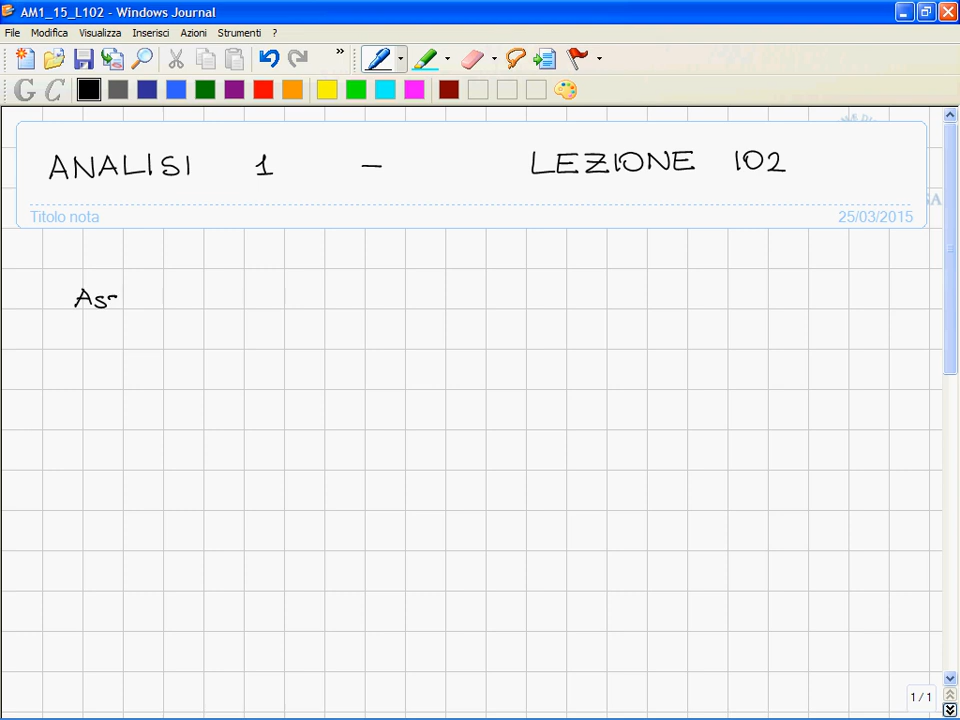 AM1_15_L102 - Windows Journal
File Modifica Visualizza Inserisci Azioni Strumenti ?
»
G C
ANALISI 1 - LEZIONE 102
Titolo nota 25/03/2015
As
1 / 1